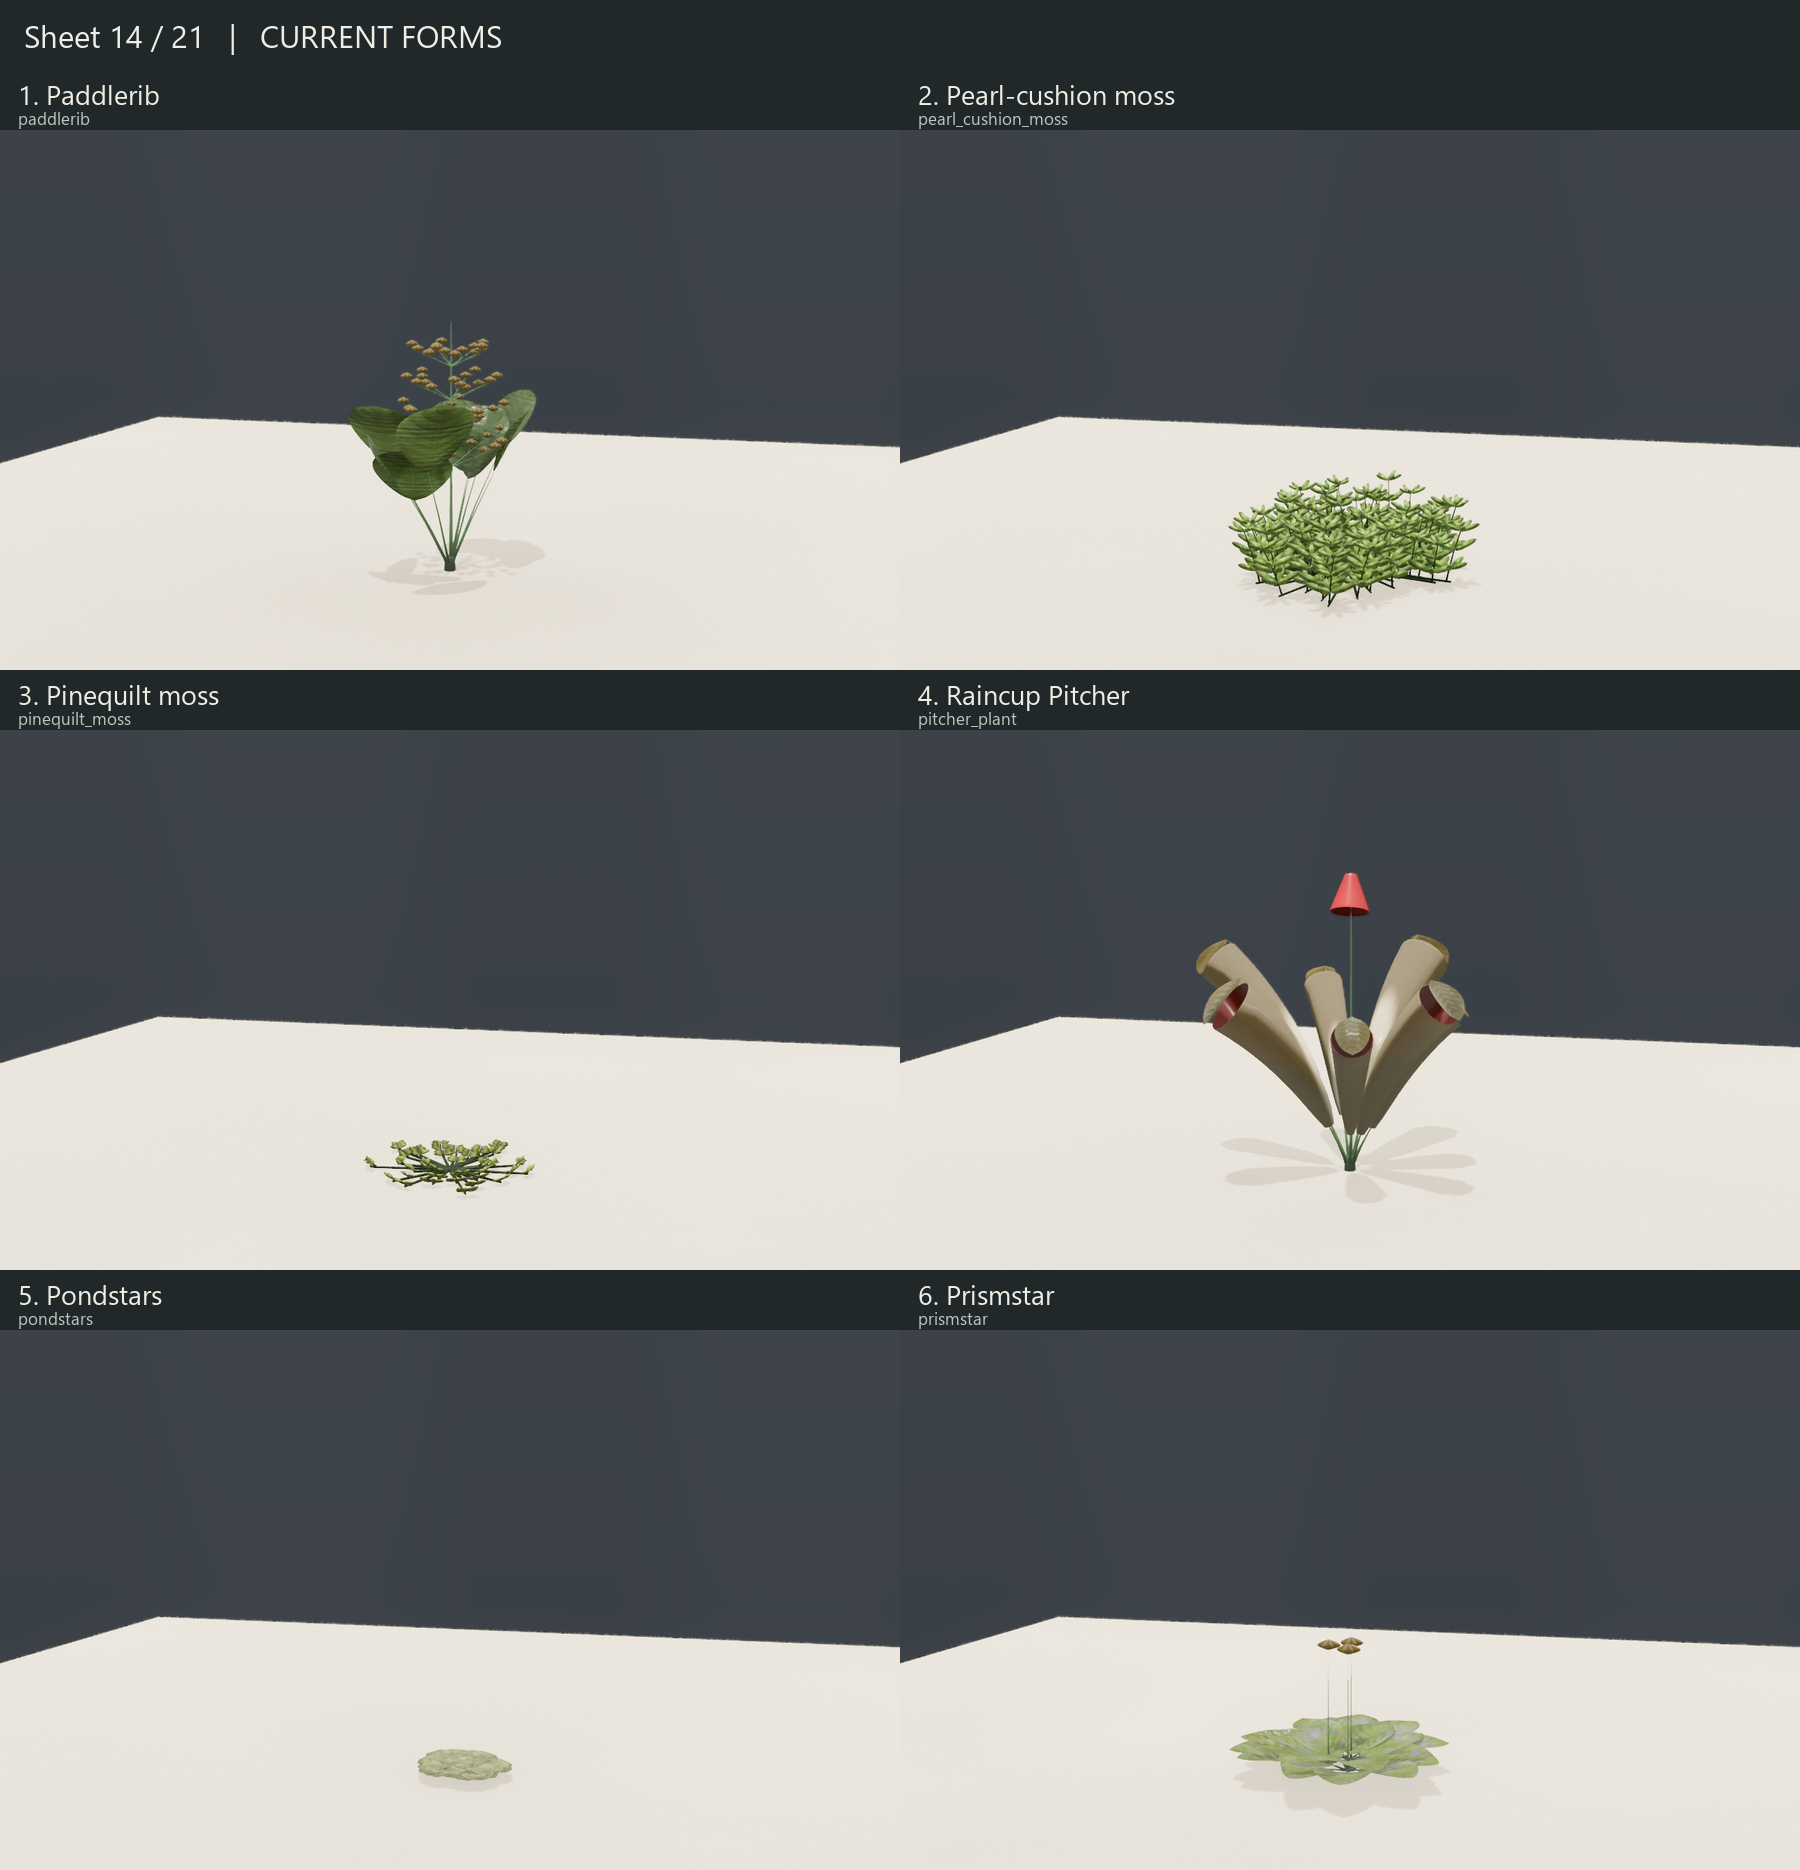 Sheet 14 / 21 | CURRENT FORMS
1. Paddlerib
paddlerib
2. Pearl-cushion moss
pearl_cushion_moss
3. Pinequilt moss
pinequilt_moss
4. Raincup Pitcher
pitcher_plant
5. Pondstars
pondstars
6. Prismstar
prismstar